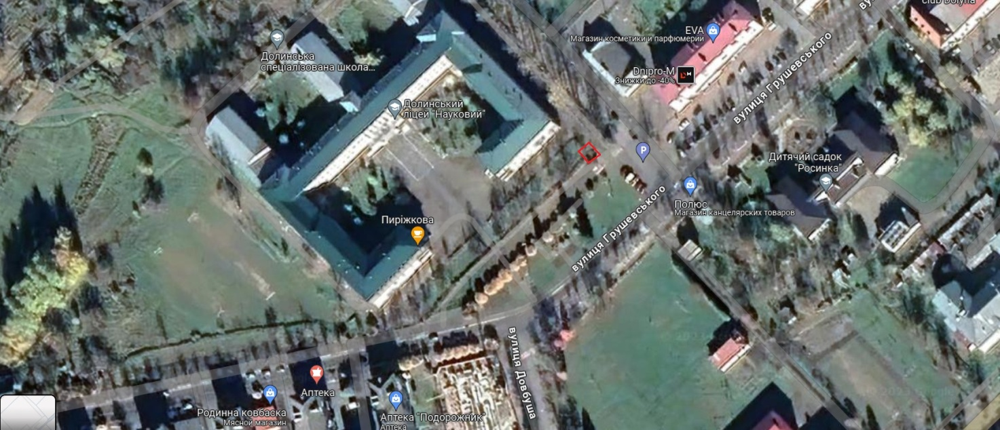 club Dolyna
EVA
Магазин косметики и парфюмерии
Dnipro-M
Знижки до -40%
вулиця Грушевського
Долинська
спеціалізована школа...
Долинський
ліцей "Науковий"
P
Дитячий садок
"Росинка"
Полюс
Магазин канцелярских товаров
вулиця Грушевського
Пиріжкова
вулиця Довбуша
Аптека
Родинна ковбаска
Мясной магазин
Аптека "Подорожник"
Аптека